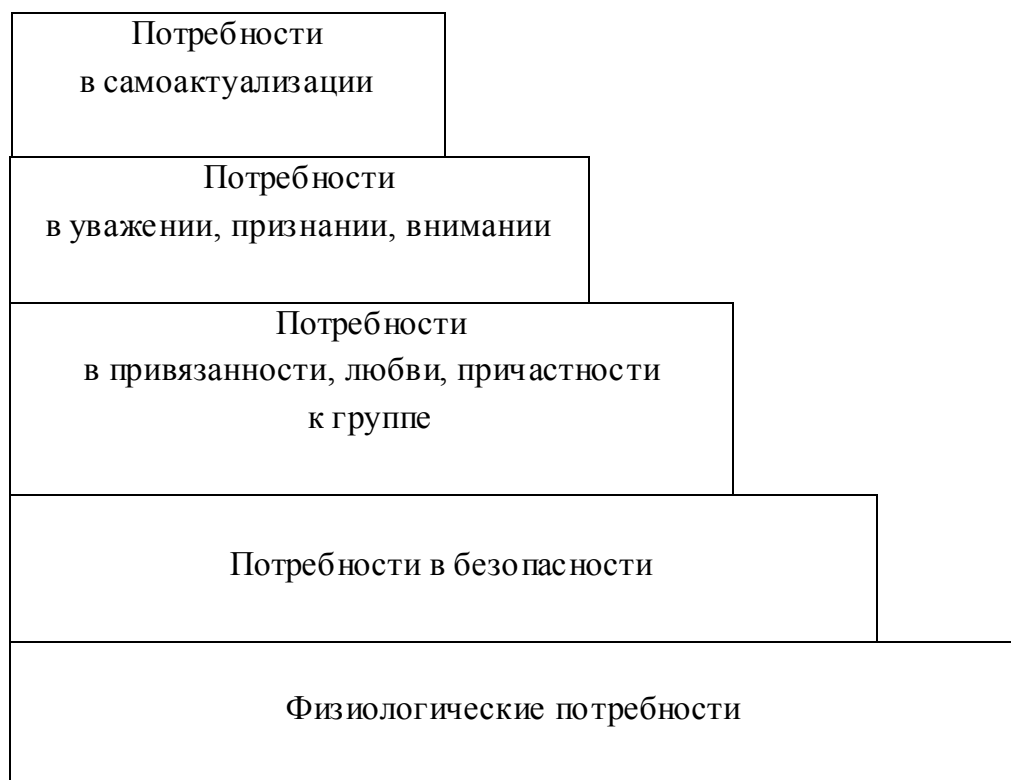 Потребности
в самоактуализации
Потребности
в уважении, признании, внимании
Потребности
в привязанности, любви, причастности
к группе
Потребности в безопасности
Физиологические потребности